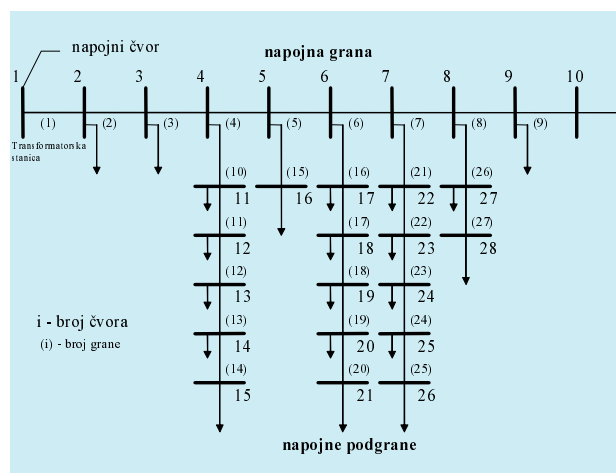 napojni čvor
napojna grana
1 2 3 4 5 6 7 8 9 10
(1) (2) (3) (4) (5) (6) (7) (8) (9)
Transformatorska
stanica
(10) (15) (16) (21) (26)
11 16 17 22 27
(11) (17) (22) (27)
12 18 23 28
(12) (18) (23)
13 19 24
i - broj čvora
(i) - broj grane
(13) (19) (24)
14 20 25
(14) (20) (25)
15 21 26
napojne podgrane